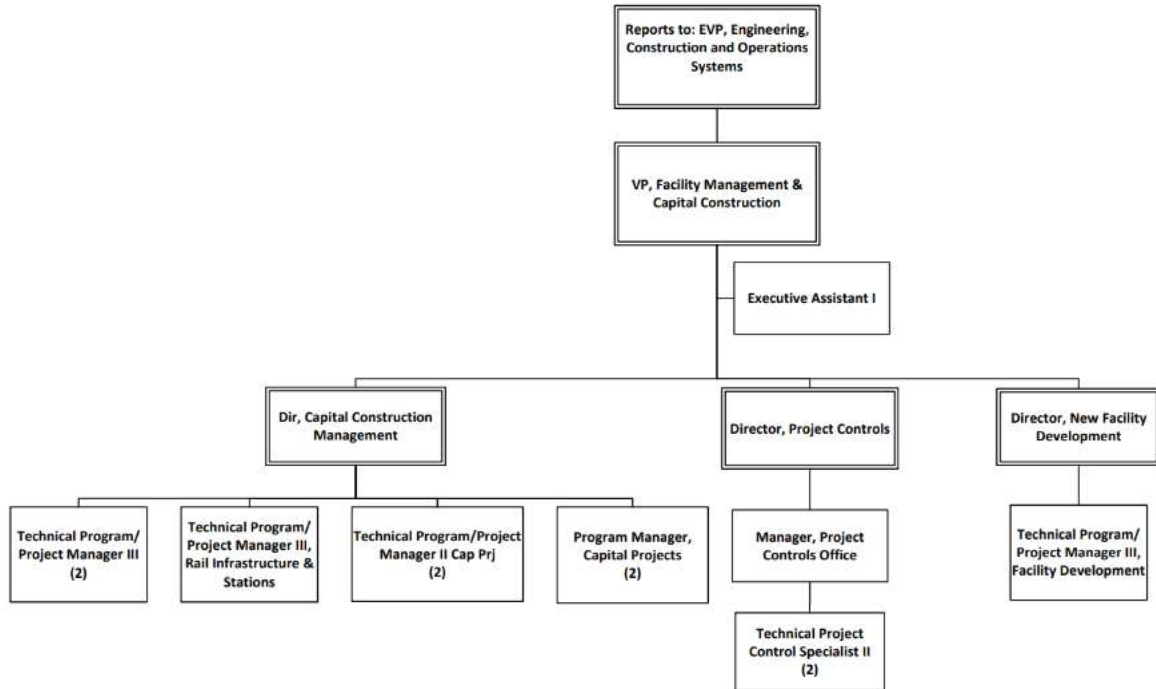 Reports to: EVP, Engineering,
Construction and Operations
Systems
VP, Facility Management &
Capital Construction
Executive Assistant I
Dir, Capital Construction
Management
Director, Project Controls
Director, New Facility
Development
Technical Program/
Project Manager III
(2)
Technical Program/
Project Manager III,
Rail Infrastructure &
Stations
Technical Program/Project
Manager II Cap Prj
(2)
Program Manager,
Capital Projects
(2)
Manager, Project
Controls Office
Technical Program/
Project Manager III,
Facility Development
Technical Project
Control Specialist II
(2)